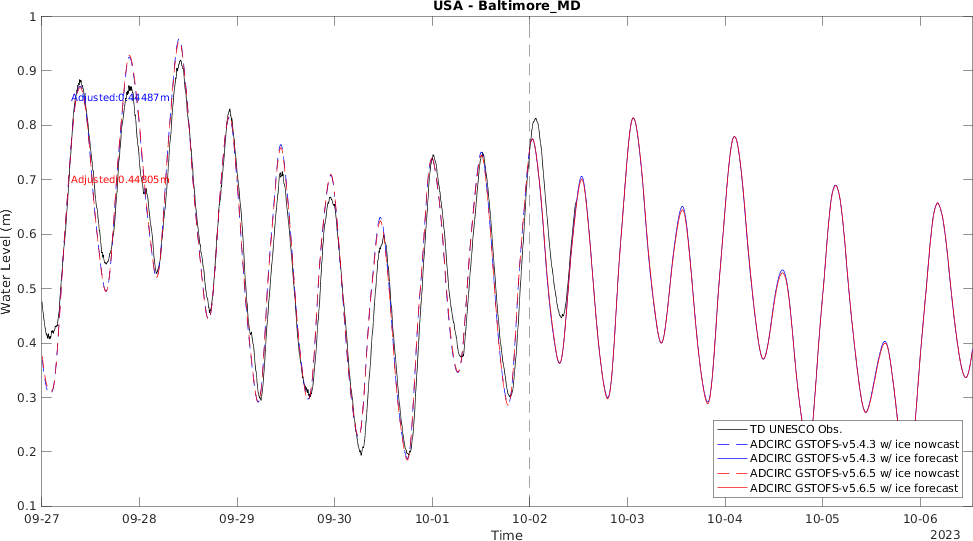 USA - Baltimore_MD
1
0.9
0.8
0.7
0.6
0.5
0.4
0.3
0.2
0.1
Water Level (m)
Adjusted:0.44487m
Adjusted:0.44805m
TD UNESCO Obs.
ADCIRC GSTOFS-v5.4.3 w/ ice nowcast
ADCIRC GSTOFS-v5.4.3 w/ ice forecast
ADCIRC GSTOFS-v5.6.5 w/ ice nowcast
ADCIRC GSTOFS-v5.6.5 w/ ice forecast
09-27 09-28 09-29 09-30 10-01 10-02 10-03 10-04 10-05 10-06
Time
2023